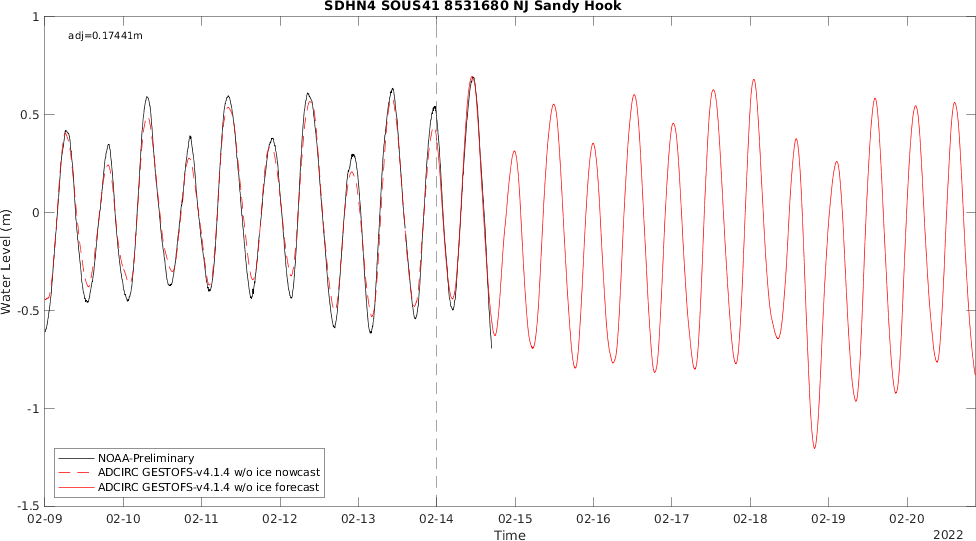 SDHN4 SOUS41 8531680 NJ Sandy Hook
adj=0.17441m
1
0.5
0
-0.5
-1
-1.5
Water Level (m)
NOAA-Preliminary
ADCIRC GESTOFS-v4.1.4 w/o ice nowcast
ADCIRC GESTOFS-v4.1.4 w/o ice forecast
02-09 02-10 02-11 02-12 02-13 02-14 02-15 02-16 02-17 02-18 02-19 02-20
Time
2022